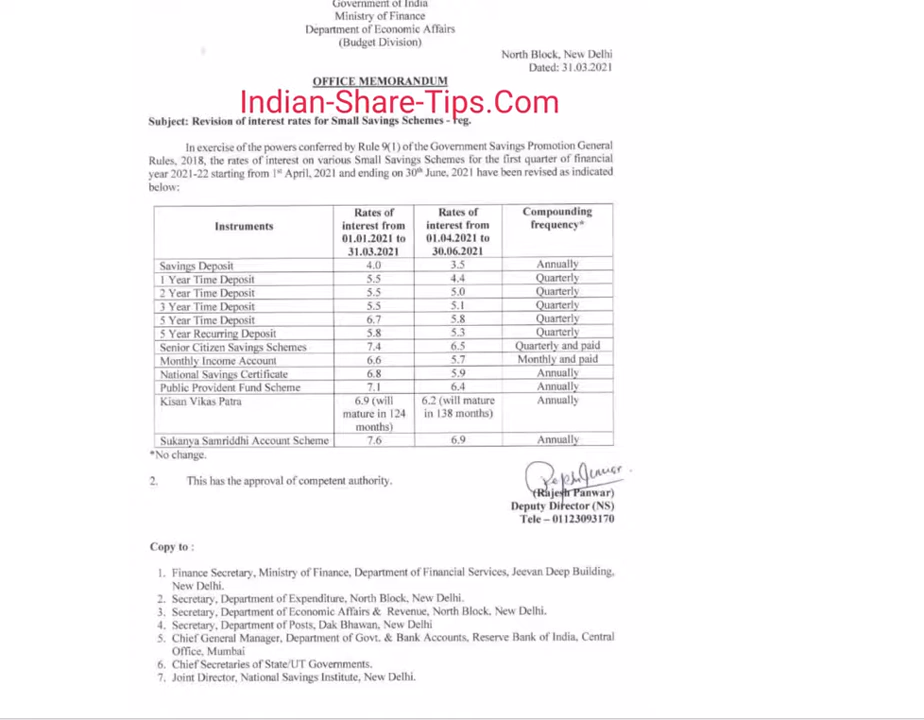 Government of India
Ministry of Finance
Department of Economic Affairs
(Budget Division)
North Block, New Delhi
Dated: 31.03.2021
OFFICE MEMORANDUM
Indian-Share-Tips.Com
Subject: Revision of interest rates for Small Savings Schemes - reg.
In exercise of the powers conferred by Rule 9(1) of the Government Savings Promotion General
Rules, 2018, the rates of interest on various Small Savings Schemes for the first quarter of financial
year 2021-22 starting from 1st April, 2021 and ending on 30th June, 2021 have been revised as indicated
below:
Instruments | Rates of interest from 01.01.2021 to 31.03.2021 | Rates of interest from 01.04.2021 to 30.06.2021 | Compounding frequency*
Savings Deposit 4.0 3.5 Annually
1 Year Time Deposit 5.5 4.4 Quarterly
2 Year Time Deposit 5.5 5.0 Quarterly
3 Year Time Deposit 5.5 5.1 Quarterly
5 Year Time Deposit 6.7 5.8 Quarterly
5 Year Recurring Deposit 5.8 5.3 Quarterly
Senior Citizen Savings Schemes 7.4 6.5 Quarterly and paid
Monthly Income Account 6.6 5.7 Monthly and paid
National Savings Certificate 6.8 5.9 Annually
Public Provident Fund Scheme 7.1 6.4 Annually
Kisan Vikas Patra 6.9 (will mature in 124 months) 6.2 (will mature in 138 months) Annually
Sukanya Samriddhi Account Scheme 7.6 6.9 Annually
*No change.
2. This has the approval of competent authority.
(Rajesh Panwar)
Deputy Director (NS)
Tele – 01123093170
Copy to :
1. Finance Secretary, Ministry of Finance, Department of Financial Services, Jeevan Deep Building,
New Delhi.
2. Secretary, Department of Expenditure, North Block, New Delhi.
3. Secretary, Department of Economic Affairs & Revenue, North Block, New Delhi.
4. Secretary, Department of Posts, Dak Bhawan, New Delhi
5. Chief General Manager, Department of Govt. & Bank Accounts, Reserve Bank of India, Central
Office, Mumbai
6. Chief Secretaries of State/UT Governments.
7. Joint Director, National Savings Institute, New Delhi.